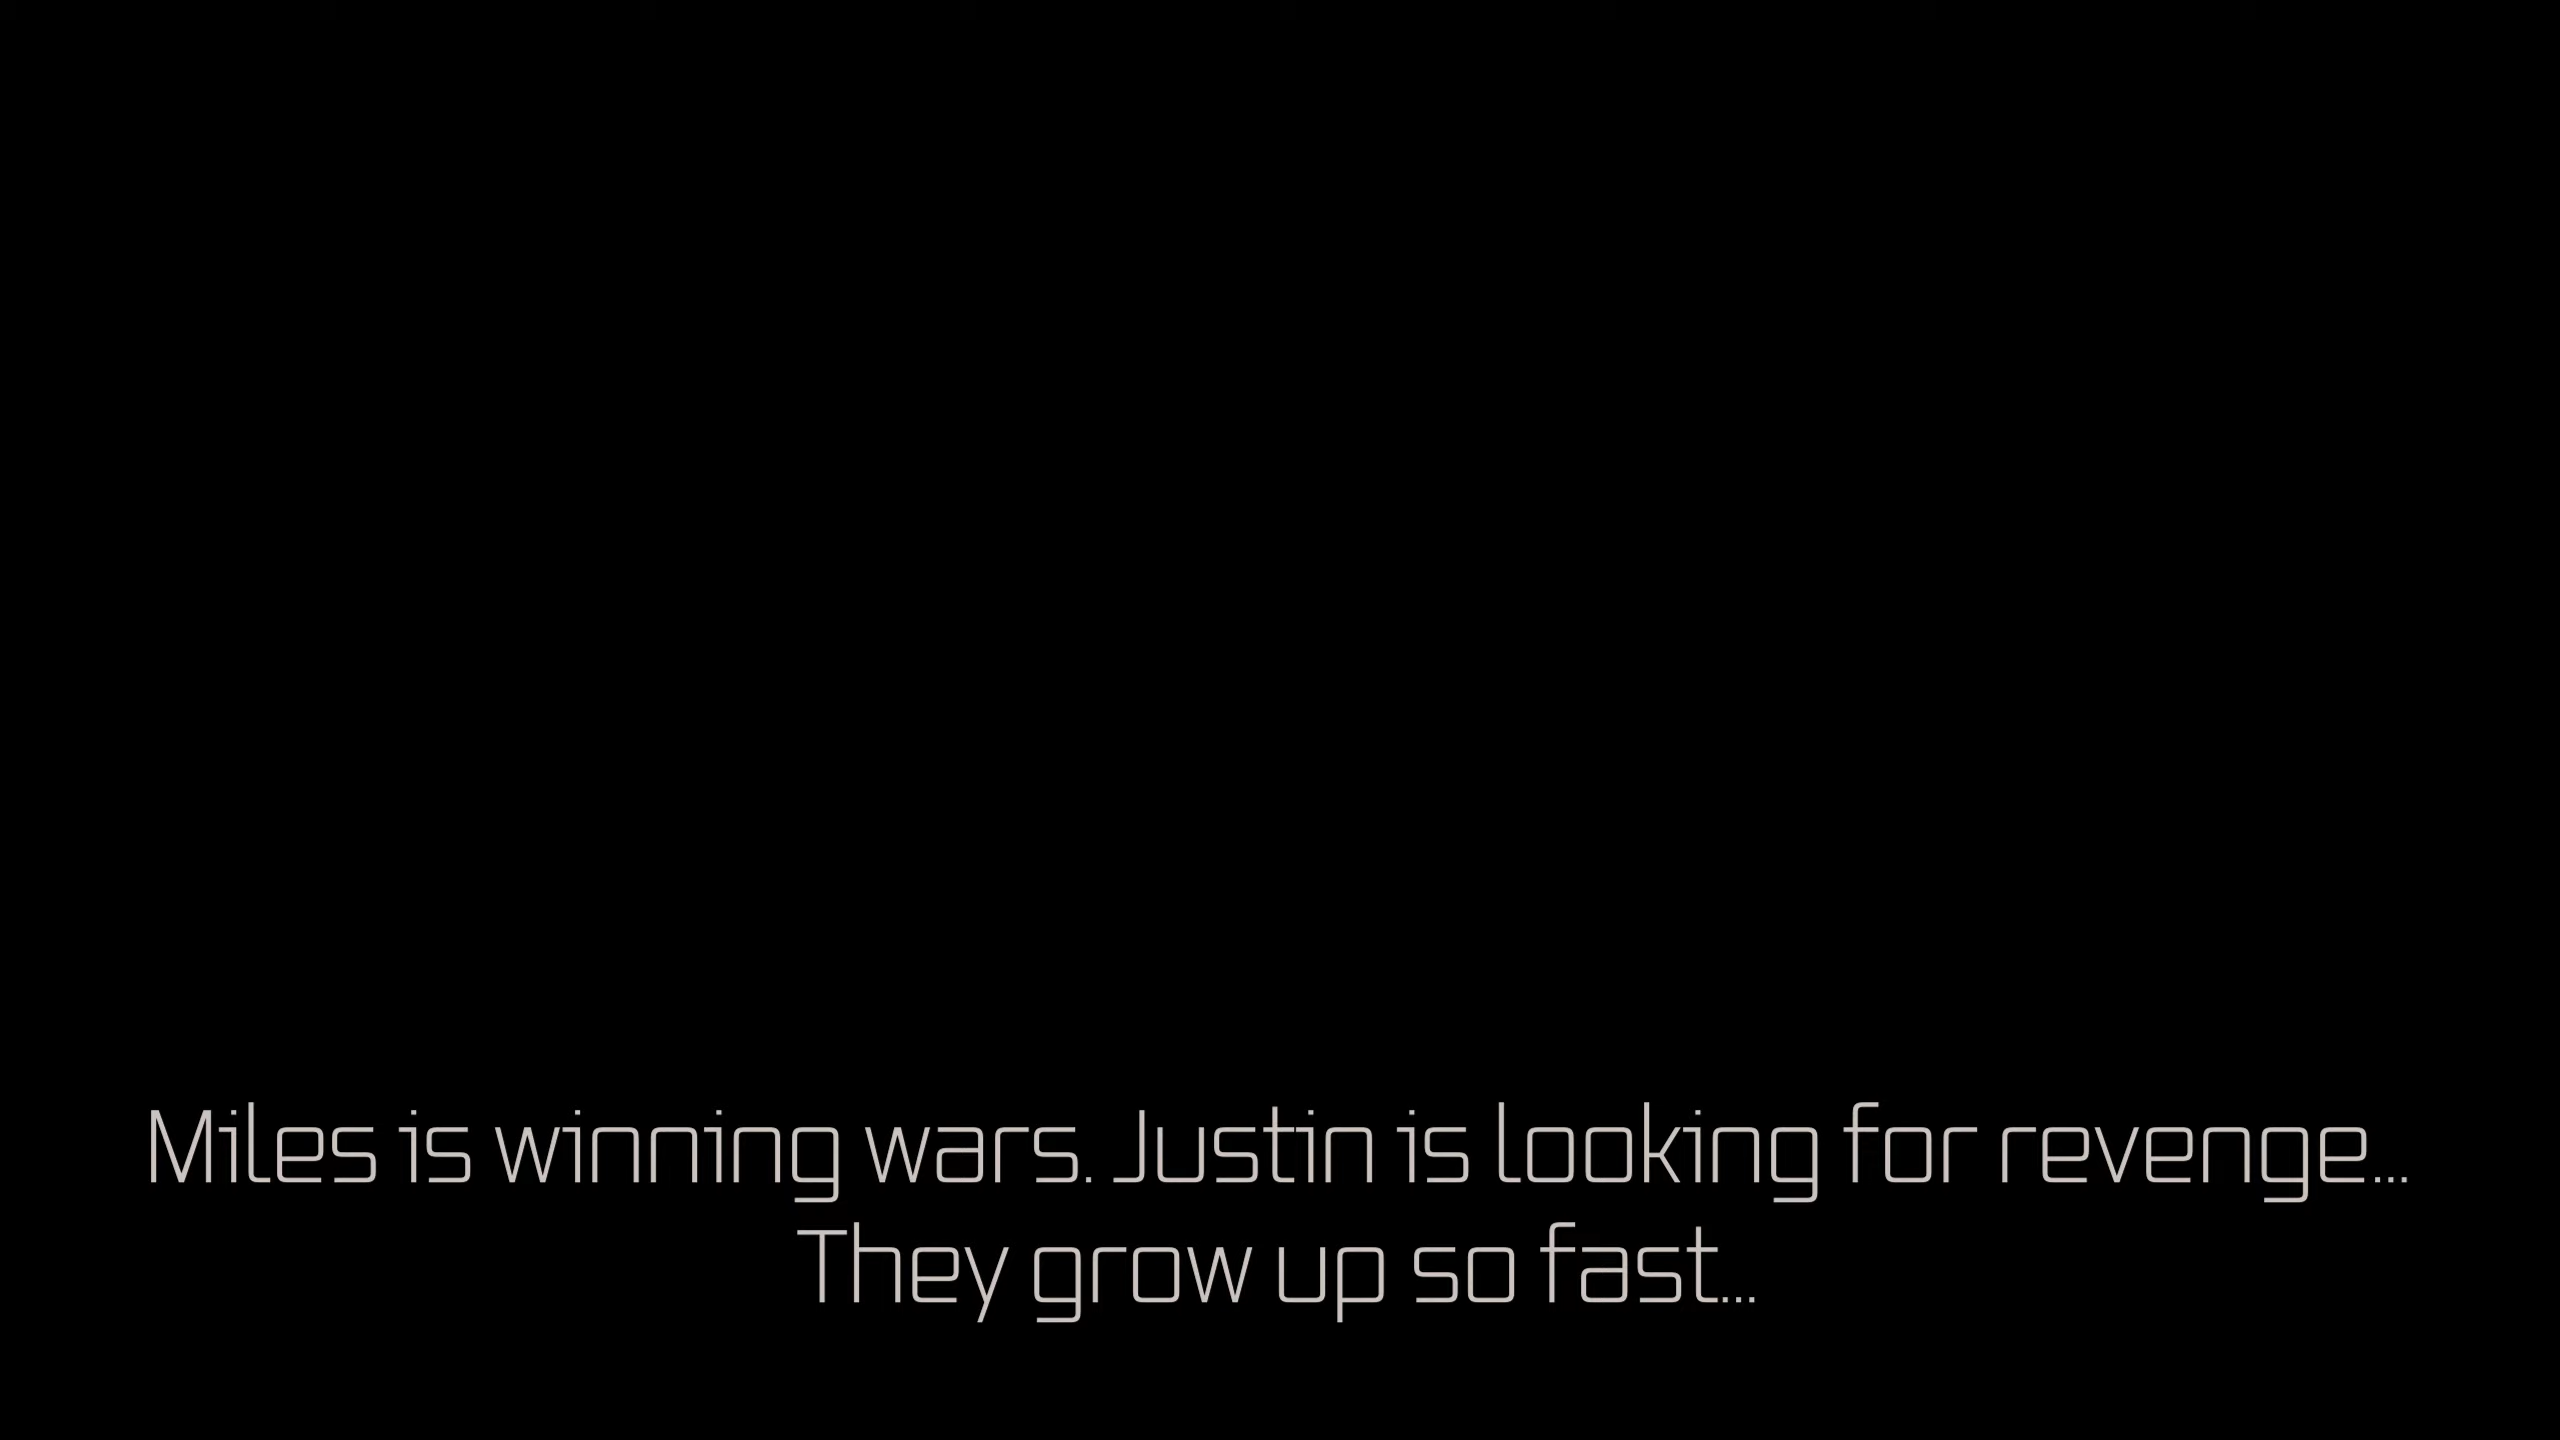 Miles is winning wars. Justin is looking for revenge...
They grow up so fast...